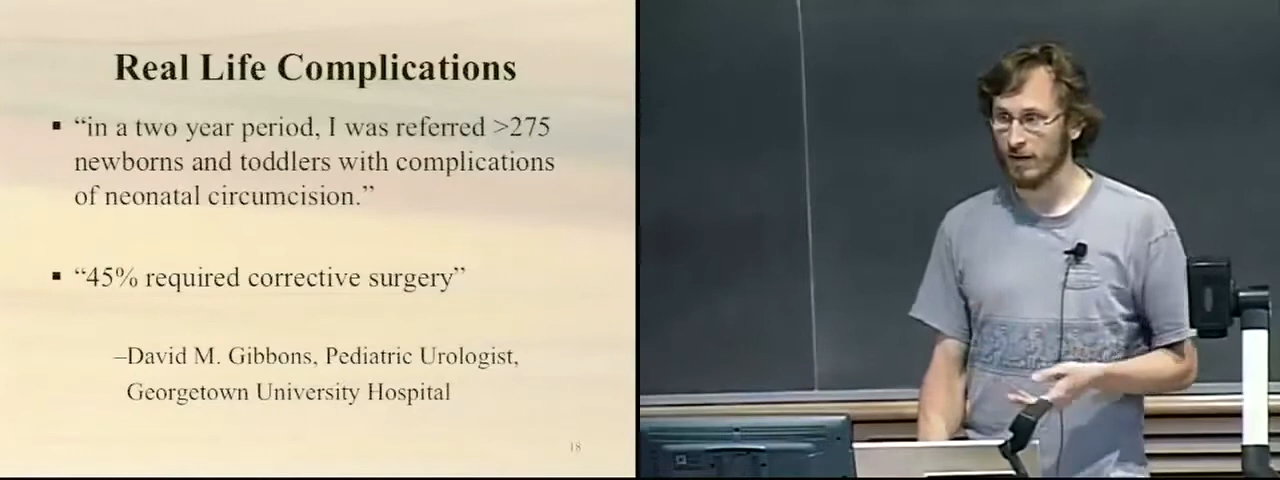 Real Life Complications
▪ “in a two year period, I was referred >275
newborns and toddlers with complications
of neonatal circumcision.”
▪ “45% required corrective surgery”
–David M. Gibbons, Pediatric Urologist,
Georgetown University Hospital
18